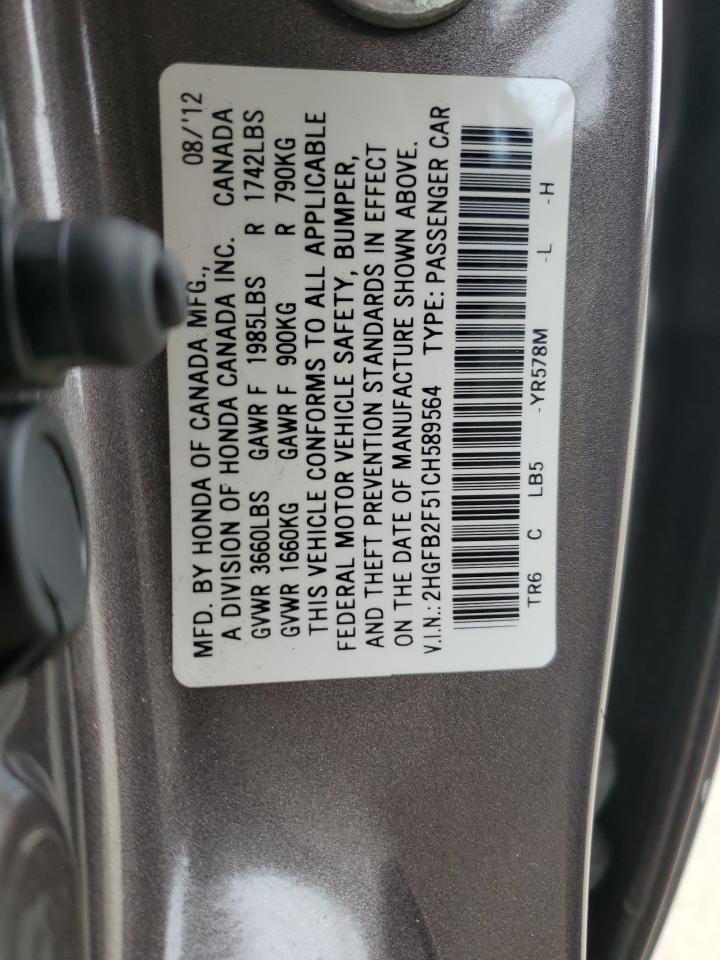 08/'12
MFD. BY HONDA OF CANADA MFG.,
A DIVISION OF HONDA CANADA INC. CANADA
GVWR 3660LBS GAWR F 1985LBS R 1742LBS
GVWR 1660KG GAWR F 900KG R 790KG
THIS VEHICLE CONFORMS TO ALL APPLICABLE
FEDERAL MOTOR VEHICLE SAFETY, BUMPER,
AND THEFT PREVENTION STANDARDS IN EFFECT
ON THE DATE OF MANUFACTURE SHOWN ABOVE.
V.I.N.: 2HGFB2F51CH589564 TYPE: PASSENGER CAR
TR6 C LB5 -YR578M -L -H